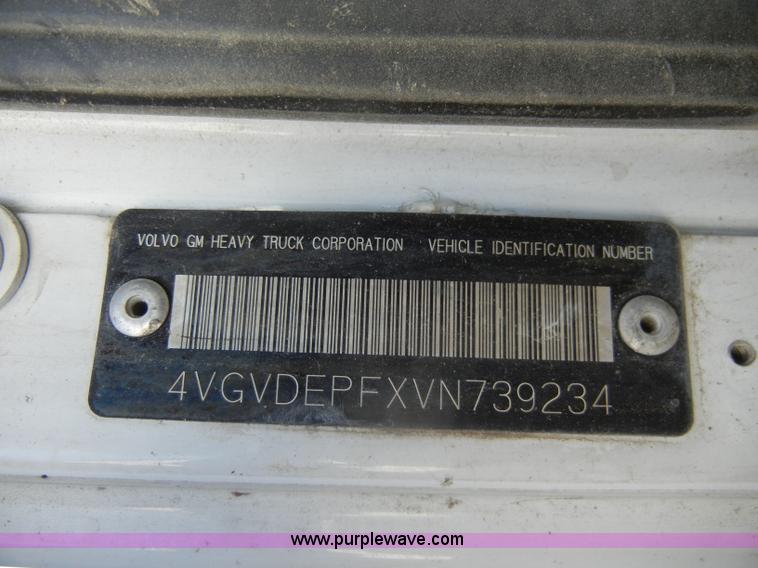 VOLVO GM HEAVY TRUCK CORPORATION VEHICLE IDENTIFICATION NUMBER
4VGVDEPFXVN739234
www.purplewave.com